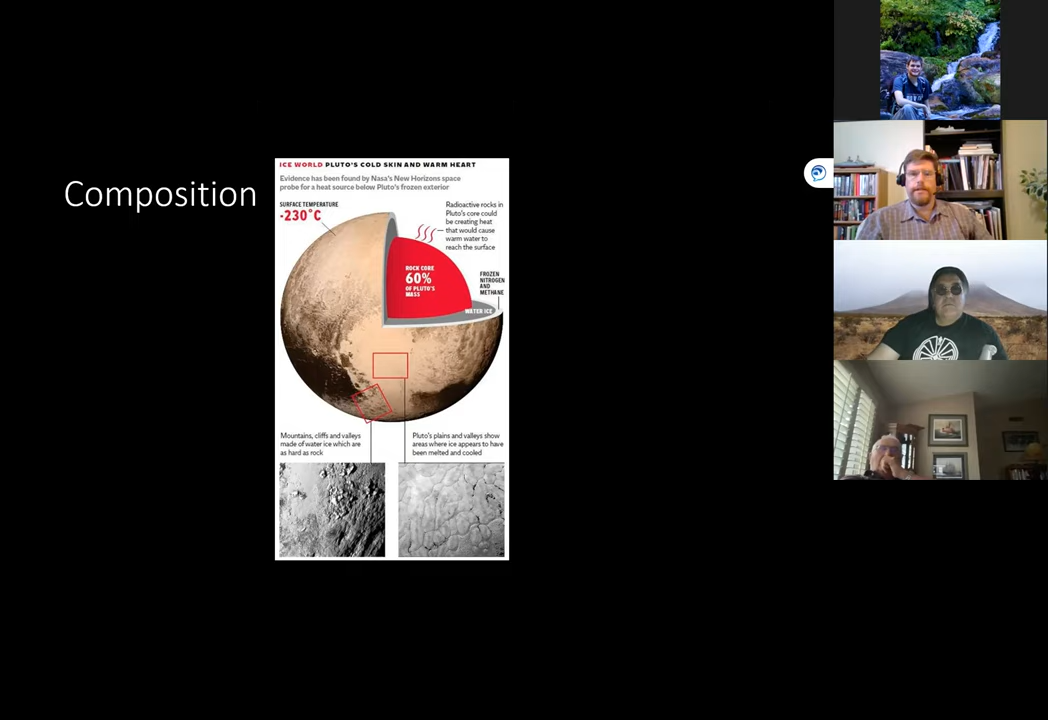 Composition
ICE WORLD PLUTO'S COLD SKIN AND WARM HEART
Evidence has been found by Nasa's New Horizons space
probe for a heat source below Pluto's frozen exterior
SURFACE TEMPERATURE
-230°C
Radioactive rocks in
Pluto's core could
be creating heat
that would cause
warm water to
reach the surface
ROCK CORE
60%
OF PLUTO'S
MASS
FROZEN
NITROGEN
AND
METHANE
WATER ICE
Mountains, cliffs and valleys
made of water ice which are
as hard as rock
Pluto's plains and valleys show
areas where ice appears to have
been melted and cooled